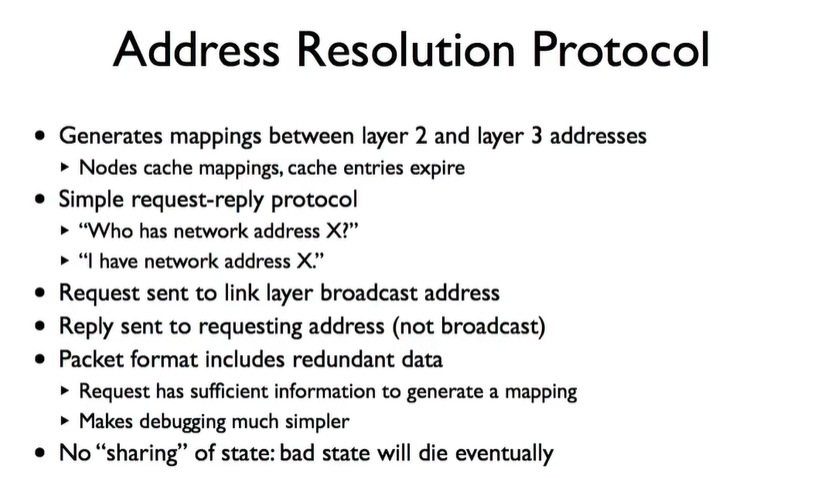 Address Resolution Protocol
• Generates mappings between layer 2 and layer 3 addresses
‣ Nodes cache mappings, cache entries expire
• Simple request-reply protocol
‣ “Who has network address X?”
‣ “I have network address X.”
• Request sent to link layer broadcast address
• Reply sent to requesting address (not broadcast)
• Packet format includes redundant data
‣ Request has sufficient information to generate a mapping
‣ Makes debugging much simpler
• No “sharing” of state: bad state will die eventually